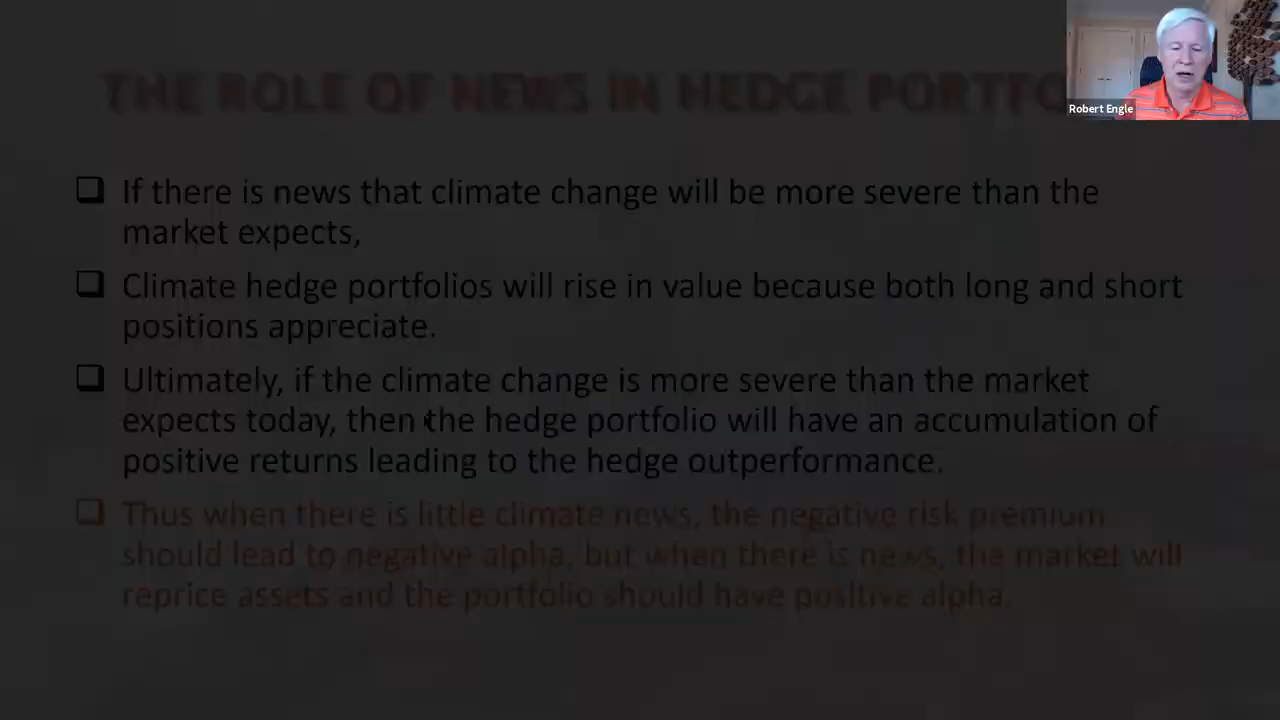 THE ROLE OF NEWS IN HEDGE
Robert Engle
If there is news that climate change will be more severe than the
market expects,
Climate hedge portfolios will rise in value because both long and short
positions appreciate.
Ultimately, if the climate change is more severe than the market
expects today, then the hedge portfolio will have an accumulation of
positive returns leading to the hedge outperformance.
Thus when there is little climate news, the negative risk premium
should lead to negative alpha, but when there is news, the market will
reprice assets and the portfolio should have positive alpha.